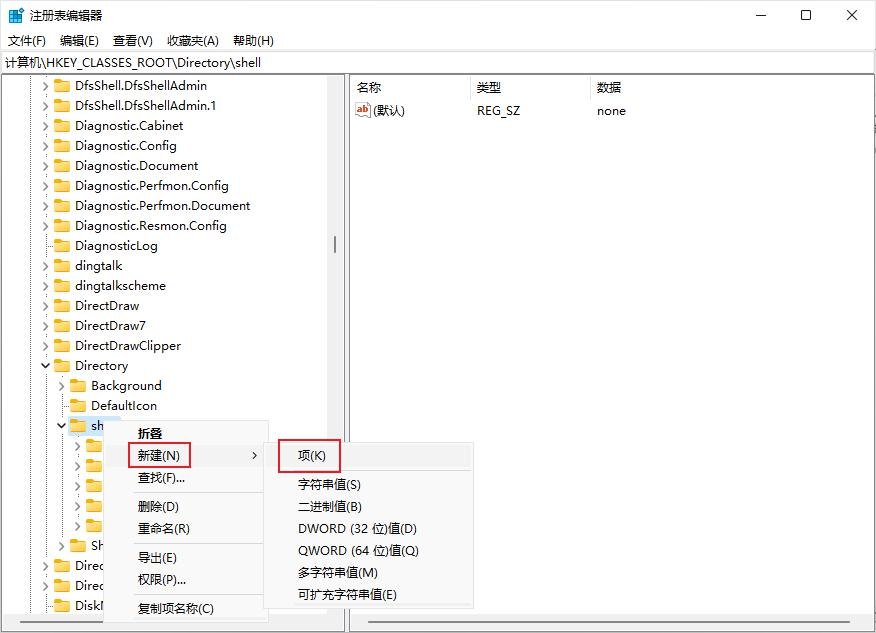 注册表编辑器
文件(F) 编辑(E) 查看(V) 收藏夹(A) 帮助(H)
计算机\HKEY_CLASSES_ROOT\Directory\shell
DfsShell.DfsShellAdmin
DfsShell.DfsShellAdmin.1
Diagnostic.Cabinet
Diagnostic.Config
Diagnostic.Document
Diagnostic.Perfmon.Config
Diagnostic.Perfmon.Document
Diagnostic.Resmon.Config
DiagnosticLog
dingtalk
dingtalkscheme
DirectDraw
DirectDraw7
DirectDrawClipper
Directory
Background
DefaultIcon
sh
Sh
Direc
Direc
DiskM
名称 类型 数据
ab (默认) REG_SZ none
折叠
新建(N)
查找(F)...
删除(D)
重命名(R)
导出(E)
权限(P)...
复制项名称(C)
项(K)
字符串值(S)
二进制值(B)
DWORD (32 位)值(D)
QWORD (64 位)值(Q)
多字符串值(M)
可扩充字符串值(E)